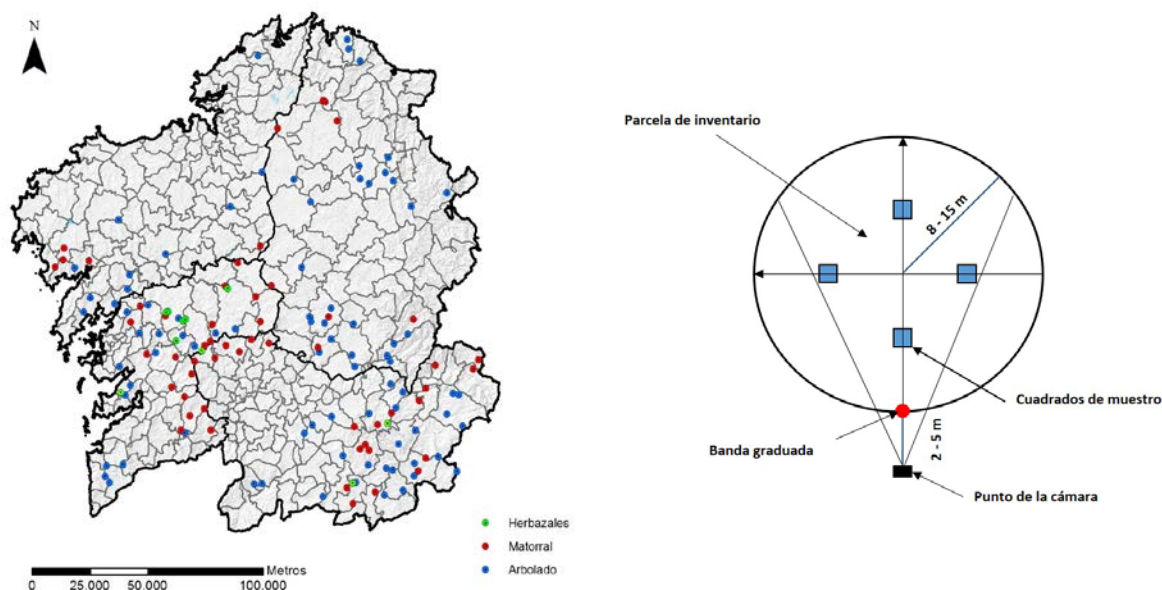 N
Herbazales
Matorral
Arbolado
Metros
0 25.000 50.000 100.000
Parcela de inventario
8 - 15 m
Cuadrados de muestro
Banda graduada
2 - 5 m
Punto de la cámara